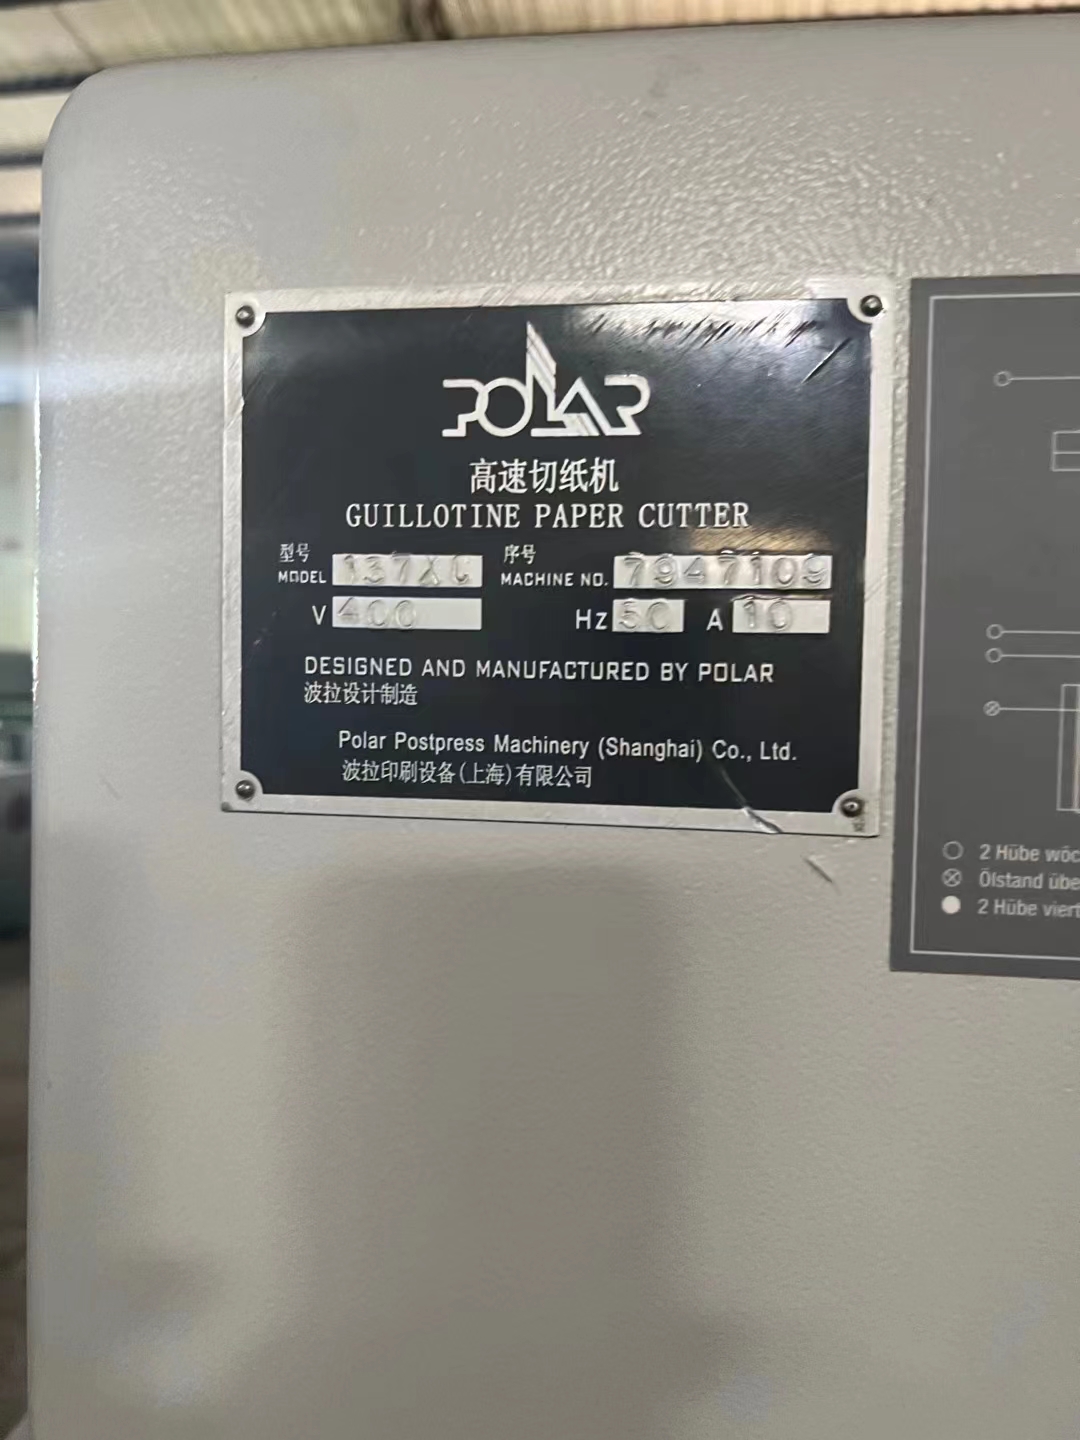 POLAR
高速切纸机
GUILLOTINE PAPER CUTTER
型号 MODEL 137XC 序号 MACHINE NO. 7947109
V 400 Hz 50 A 10
DESIGNED AND MANUFACTURED BY POLAR
波拉设计制造
Polar Postpress Machinery (Shanghai) Co., Ltd.
波拉印刷设备(上海)有限公司
2 Hübe wöc
Ölstand übe
2 Hübe viert